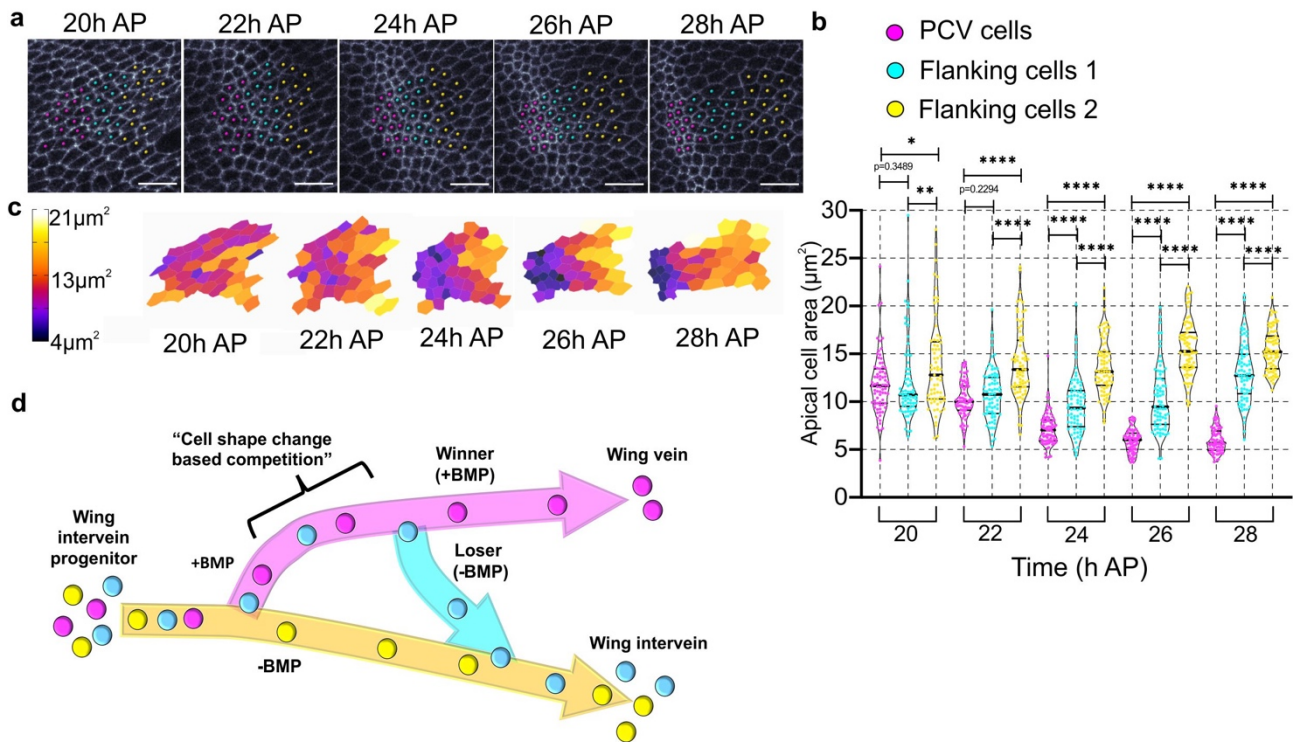 a
20h AP 22h AP 24h AP 26h AP 28h AP
b
PCV cells
Flanking cells 1
Flanking cells 2
c
21µm²
13µm²
4µm²
20h AP 22h AP 24h AP 26h AP 28h AP
* **** 
p=0.3489 p=0.2294 **** **** ****
** **** **** **** ****
**** **** ****
Apical cell area (µm²)
30
25
20
15
10
5
0
20 22 24 26 28
Time (h AP)
d
“Cell shape change
based competition”
Wing
intervein
progenitor
+BMP
Winner
(+BMP)
Wing vein
Loser
(-BMP)
-BMP
Wing intervein